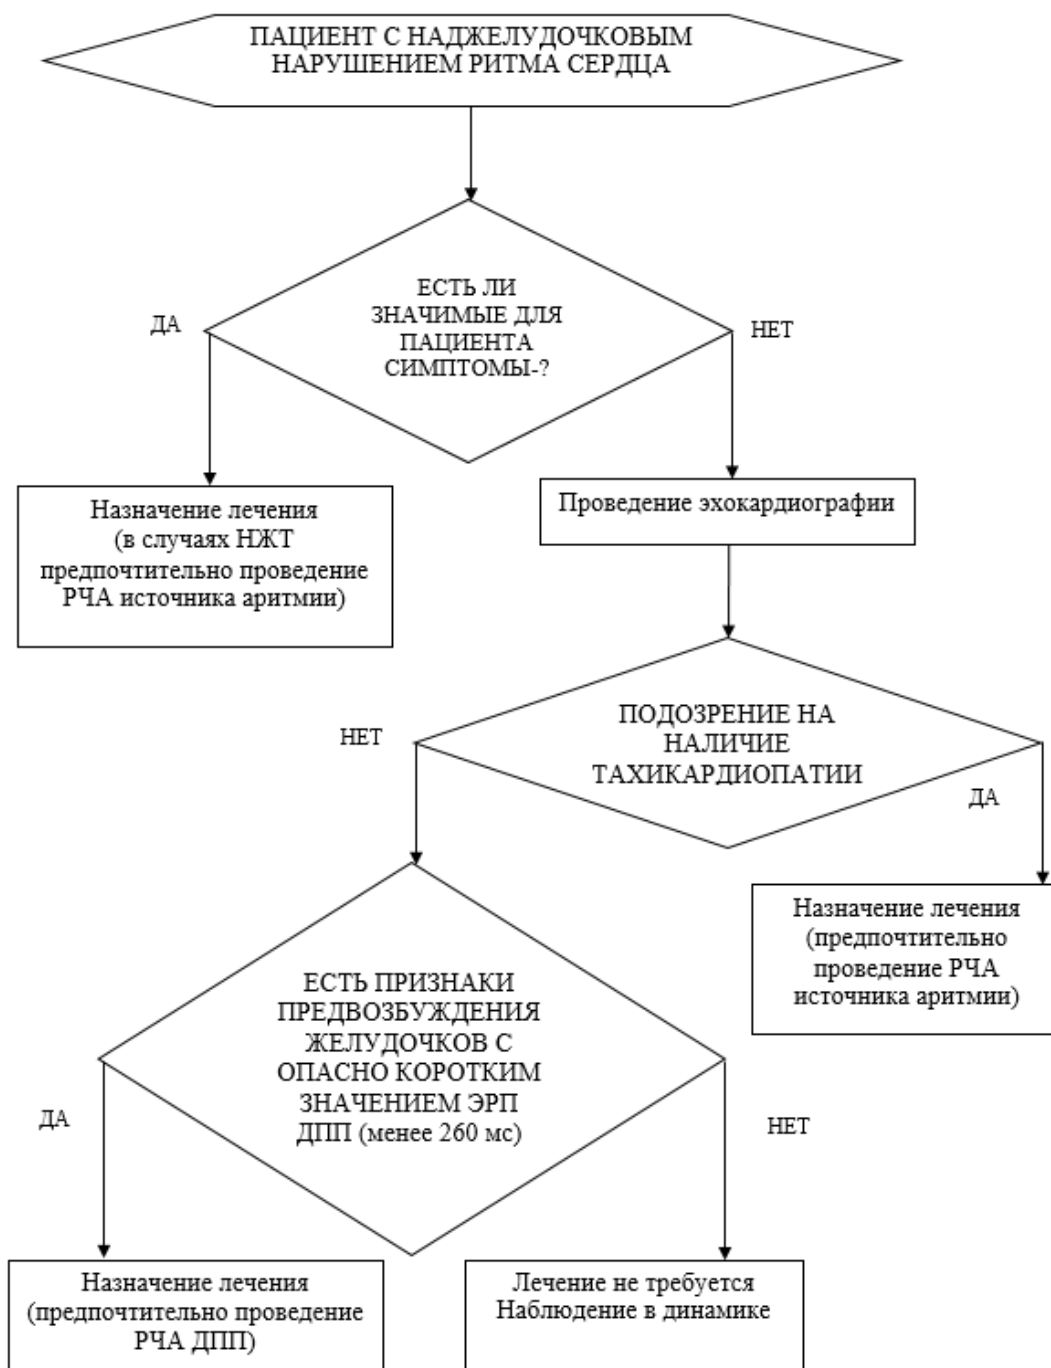 ПАЦИЕНТ С НАДЖЕЛУДОЧКОВЫМ
НАРУШЕНИЕМ РИТМА СЕРДЦА
ЕСТЬ ЛИ
ЗНАЧИМЫЕ ДЛЯ
ПАЦИЕНТА
СИМПТОМЫ-?
ДА
НЕТ
Назначение лечения
(в случаях НЖТ
предпочтительно проведение
РЧА источника аритмии)
Проведение эхокардиографии
ПОДОЗРЕНИЕ НА
НАЛИЧИЕ
ТАХИКАРДИОПАТИИ
НЕТ
ДА
Назначение лечения
(предпочтительно
проведение РЧА
источника аритмии)
ЕСТЬ ПРИЗНАКИ
ПРЕДВОЗБУЖДЕНИЯ
ЖЕЛУДОЧКОВ С
ОПАСНО КОРОТКИМ
ЗНАЧЕНИЕМ ЭРП
ДПП (менее 260 мс)
ДА
НЕТ
Назначение лечения
(предпочтительно проведение
РЧА ДПП)
Лечение не требуется
Наблюдение в динамике